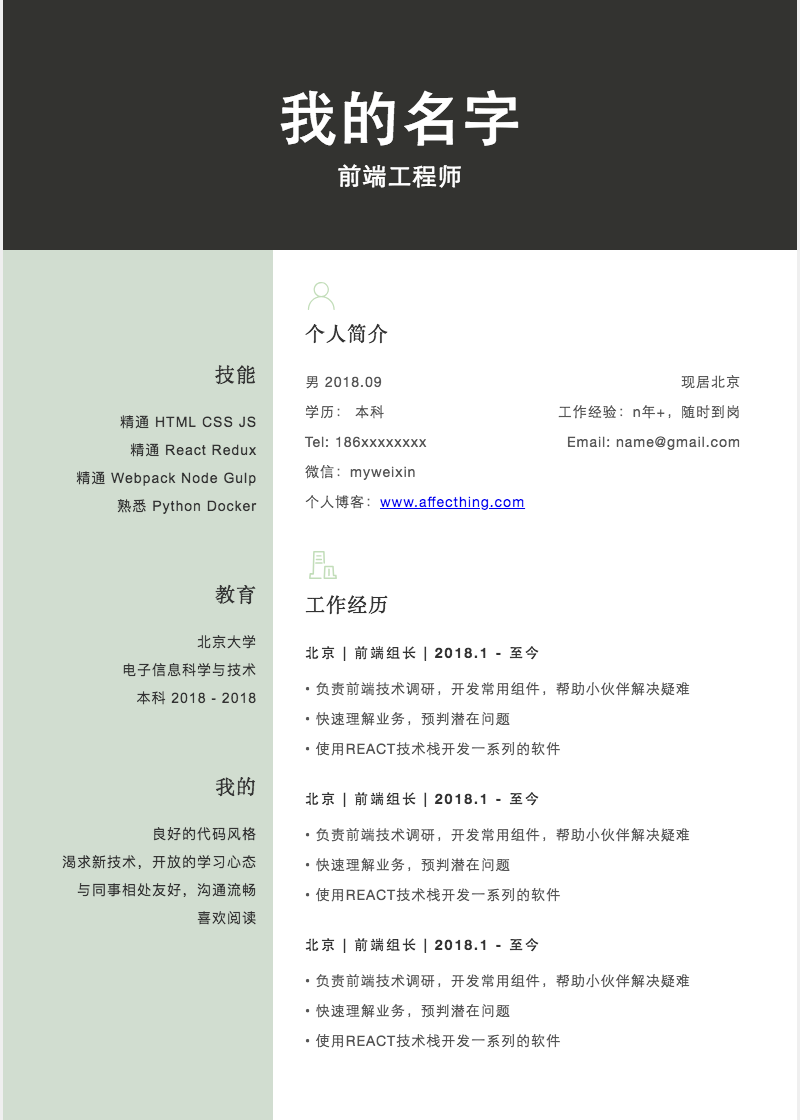 我的名字
前端工程师
技能
精通 HTML CSS JS
精通 React Redux
精通 Webpack Node Gulp
熟悉 Python Docker
教育
北京大学
电子信息科学与技术
本科 2018 - 2018
我的
良好的代码风格
渴求新技术，开放的学习心态
与同事相处友好，沟通流畅
喜欢阅读
个人简介
男 2018.09 现居北京
学历： 本科 工作经验：n年+，随时到岗
Tel: 186xxxxxxxx Email: name@gmail.com
微信：myweixin
个人博客：www.affecthing.com
工作经历
北京 | 前端组长 | 2018.1 - 至今
• 负责前端技术调研，开发常用组件，帮助小伙伴解决疑难
• 快速理解业务，预判潜在问题
• 使用REACT技术栈开发一系列的软件
北京 | 前端组长 | 2018.1 - 至今
• 负责前端技术调研，开发常用组件，帮助小伙伴解决疑难
• 快速理解业务，预判潜在问题
• 使用REACT技术栈开发一系列的软件
北京 | 前端组长 | 2018.1 - 至今
• 负责前端技术调研，开发常用组件，帮助小伙伴解决疑难
• 快速理解业务，预判潜在问题
• 使用REACT技术栈开发一系列的软件